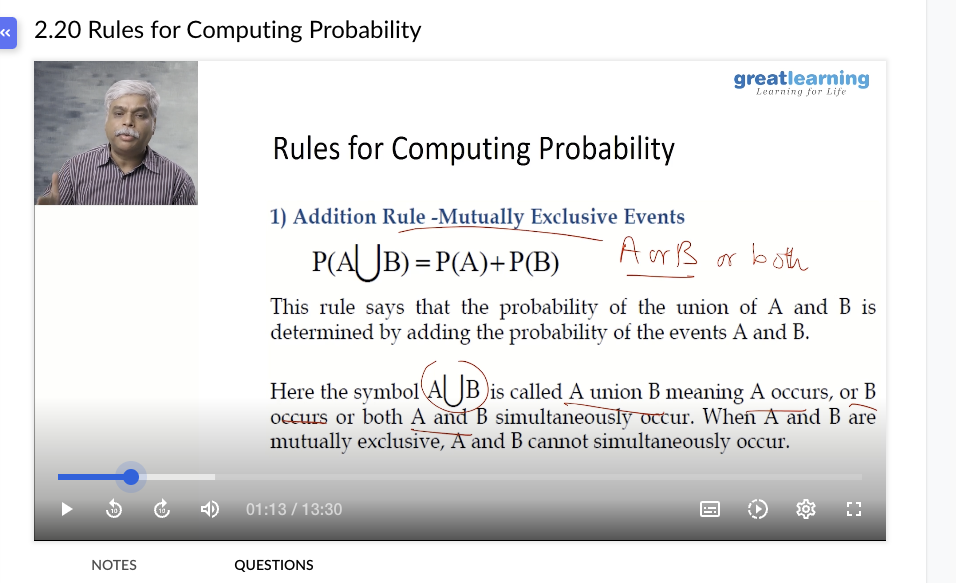 «
2.20 Rules for Computing Probability
greatlearning
Learning for Life
Rules for Computing Probability
1) Addition Rule -Mutually Exclusive Events
P(A⋃B) = P(A)+P(B)
A or B or both
This rule says that the probability of the union of A and B is
determined by adding the probability of the events A and B.
Here the symbol A⋃B is called A union B meaning A occurs, or B
occurs or both A and B simultaneously occur. When A and B are
mutually exclusive, A and B cannot simultaneously occur.
10 10 01:13 / 13:30
NOTES QUESTIONS